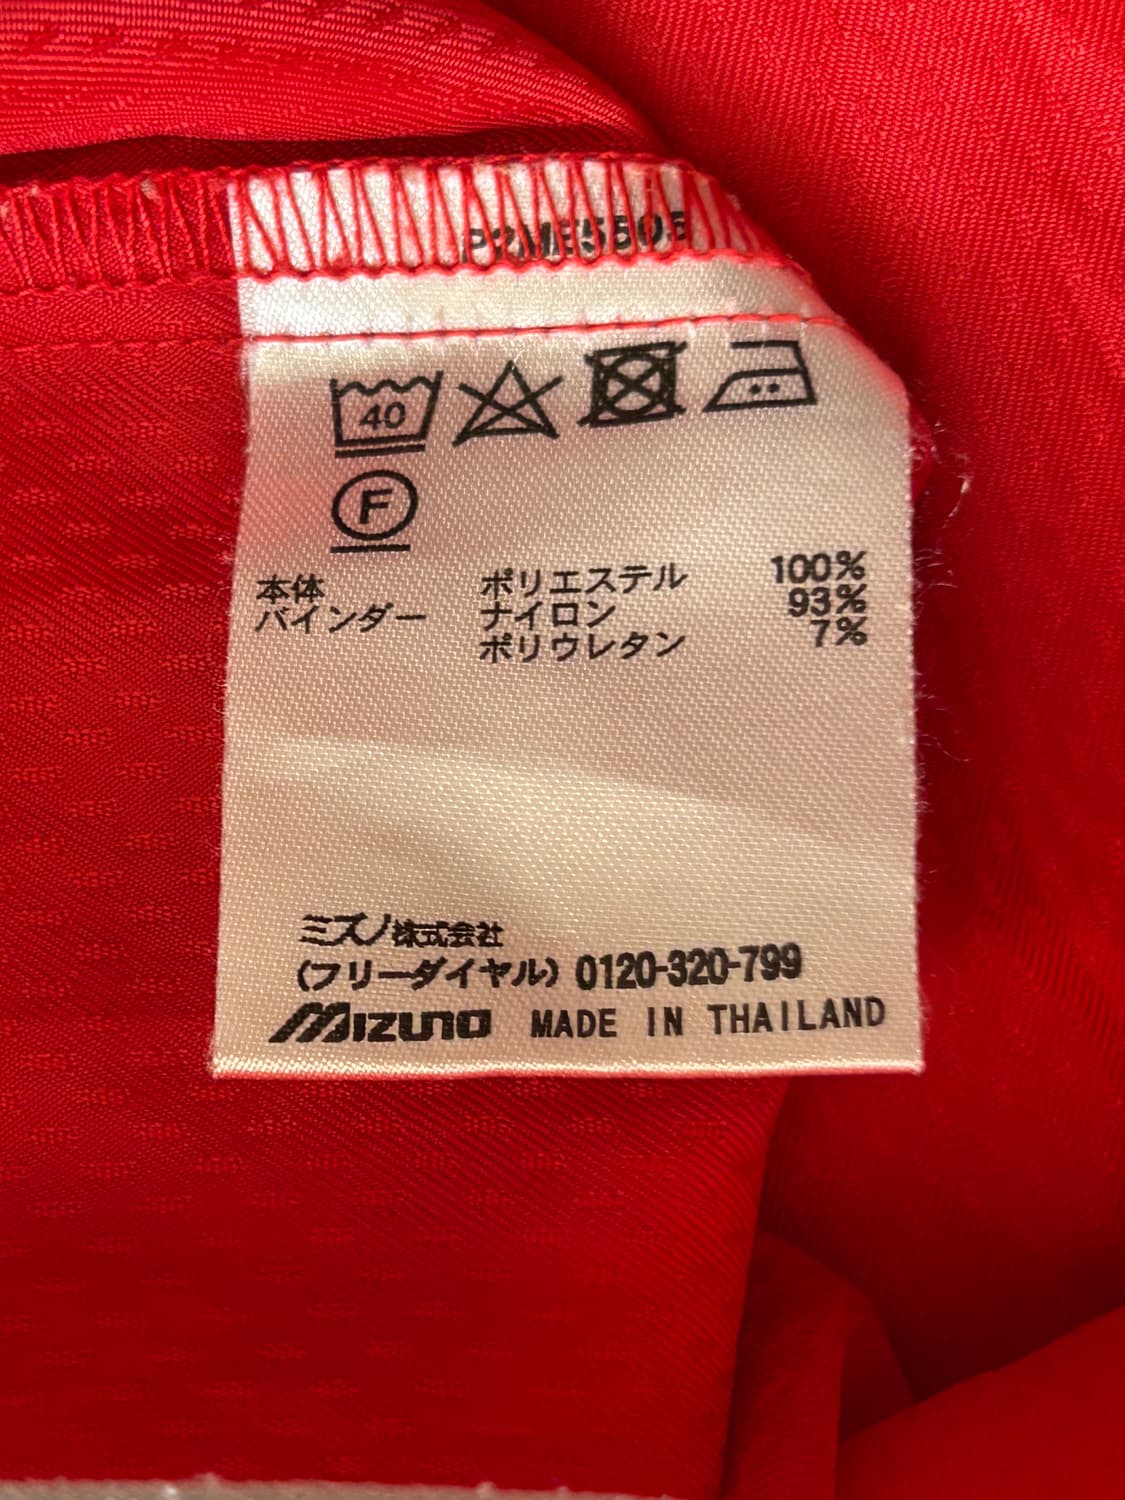 P2ME5505
40
F
本体 ポリエステル 100%
バインダー ナイロン 93%
ポリウレタン 7%
ミズノ株式会社
(フリーダイヤル) 0120-320-799
MIZUNO MADE IN THAILAND